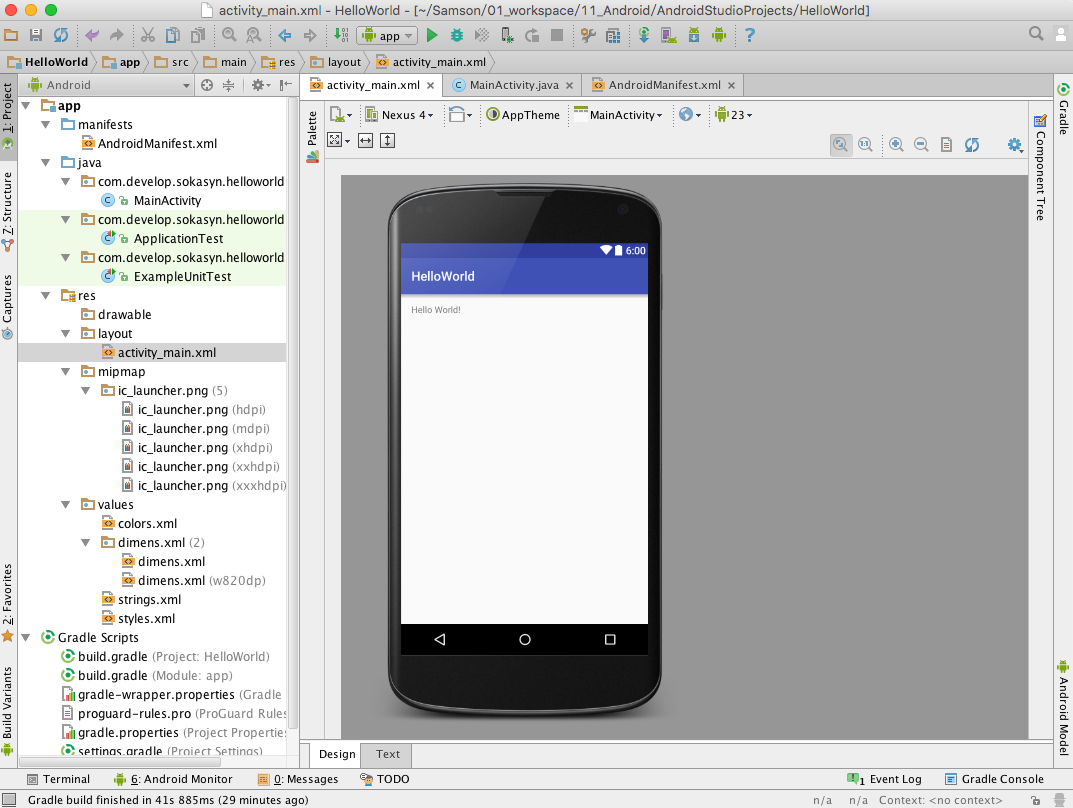 activity_main.xml - HelloWorld - [~/Samson/01_workspace/11_Android/AndroidStudioProjects/HelloWorld]
app
HelloWorld app src main res layout activity_main.xml
Android
activity_main.xml MainActivity.java AndroidManifest.xml
1: Project
7: Structure
Captures
2: Favorites
Build Variants
app
manifests
AndroidManifest.xml
java
com.develop.sokasyn.helloworld
MainActivity
com.develop.sokasyn.helloworld
ApplicationTest
com.develop.sokasyn.helloworld
ExampleUnitTest
res
drawable
layout
activity_main.xml
mipmap
ic_launcher.png (5)
ic_launcher.png (hdpi)
ic_launcher.png (mdpi)
ic_launcher.png (xhdpi)
ic_launcher.png (xxhdpi)
ic_launcher.png (xxxhdpi)
values
colors.xml
dimens.xml (2)
dimens.xml
dimens.xml (w820dp)
strings.xml
styles.xml
Gradle Scripts
build.gradle (Project: HelloWorld)
build.gradle (Module: app)
gradle-wrapper.properties (Gradle
proguard-rules.pro (ProGuard Rules
gradle.properties (Project Properties
settings.gradle (Project Settings)
Palette
Nexus 4 AppTheme MainActivity 23
1:1
6:00
HelloWorld
Hello World!
Design Text
Gradle
Component Tree
Android Model
Terminal 6: Android Monitor 0: Messages TODO 1 Event Log Gradle Console
Gradle build finished in 41s 885ms (29 minutes ago) n/a n/a Context: <no context>